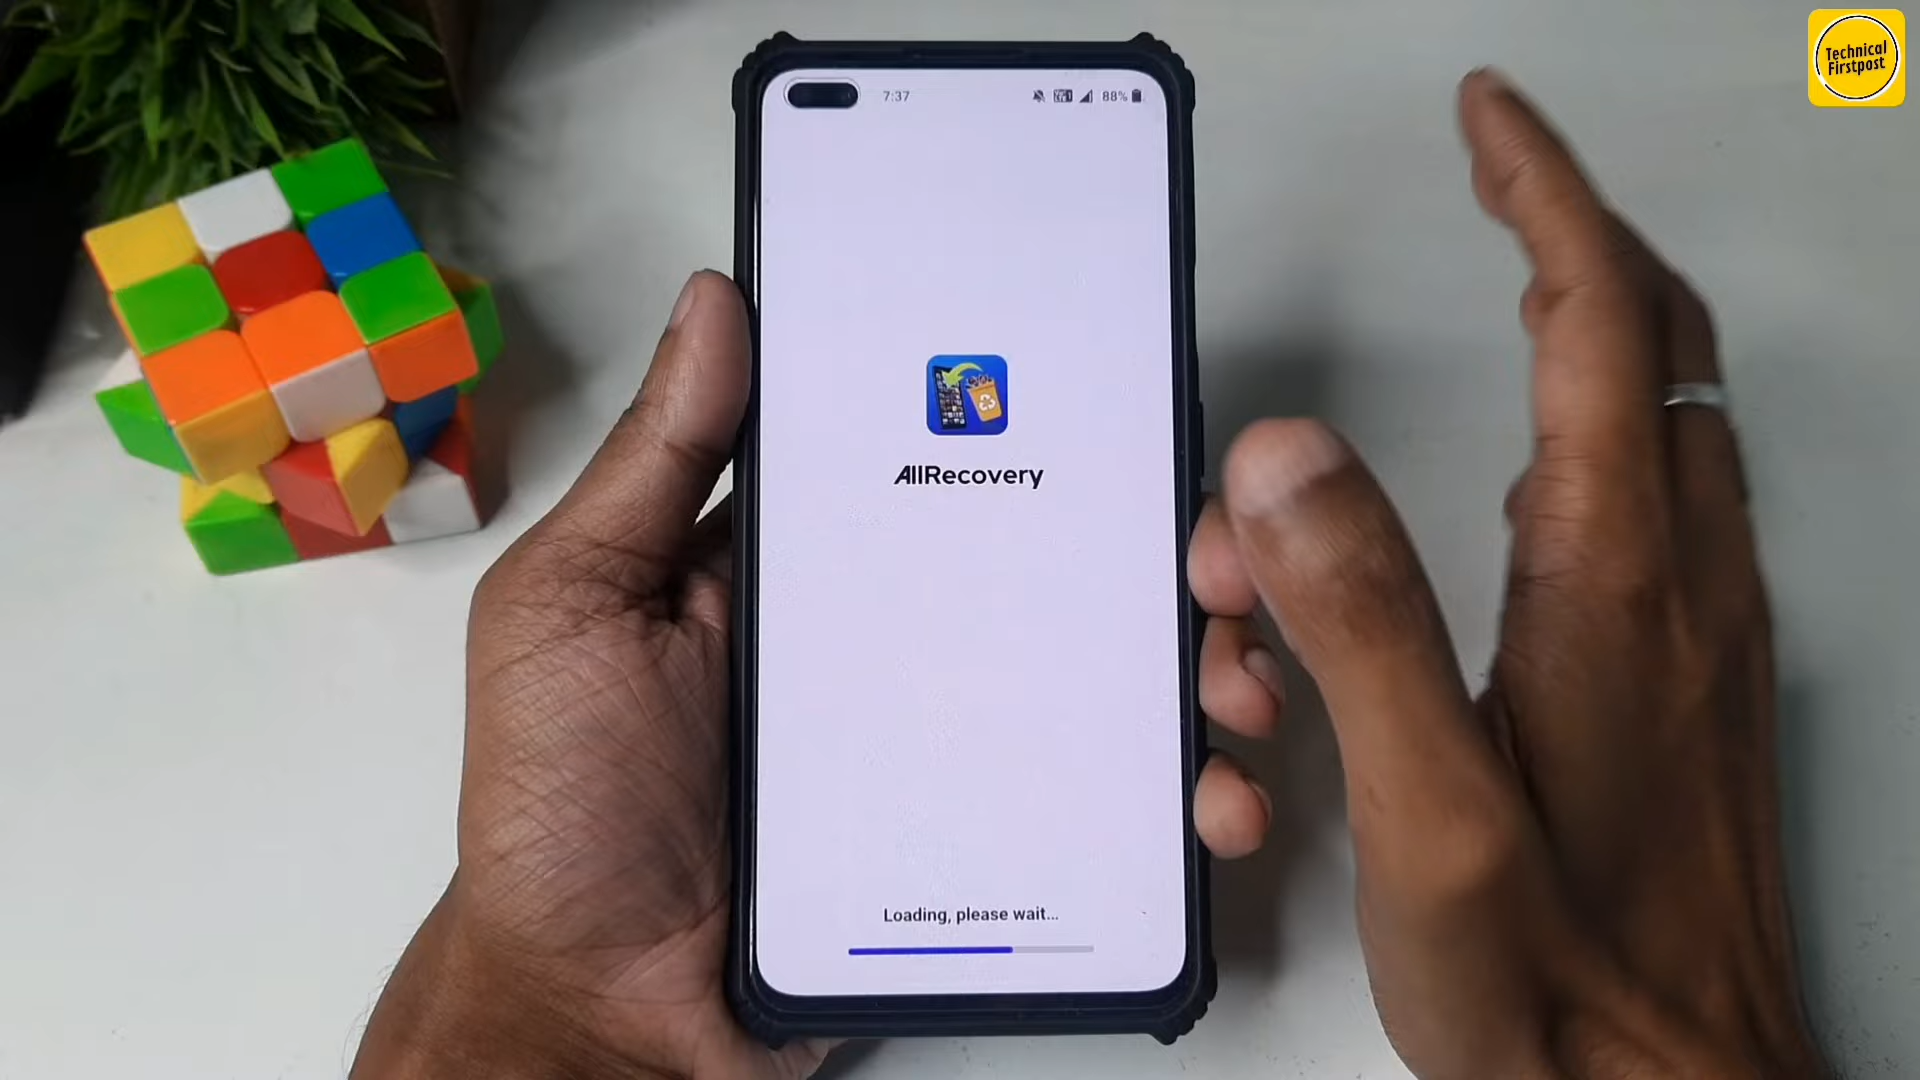 Technical
Firstpost
7:37
88%
AllRecovery
Loading, please wait...